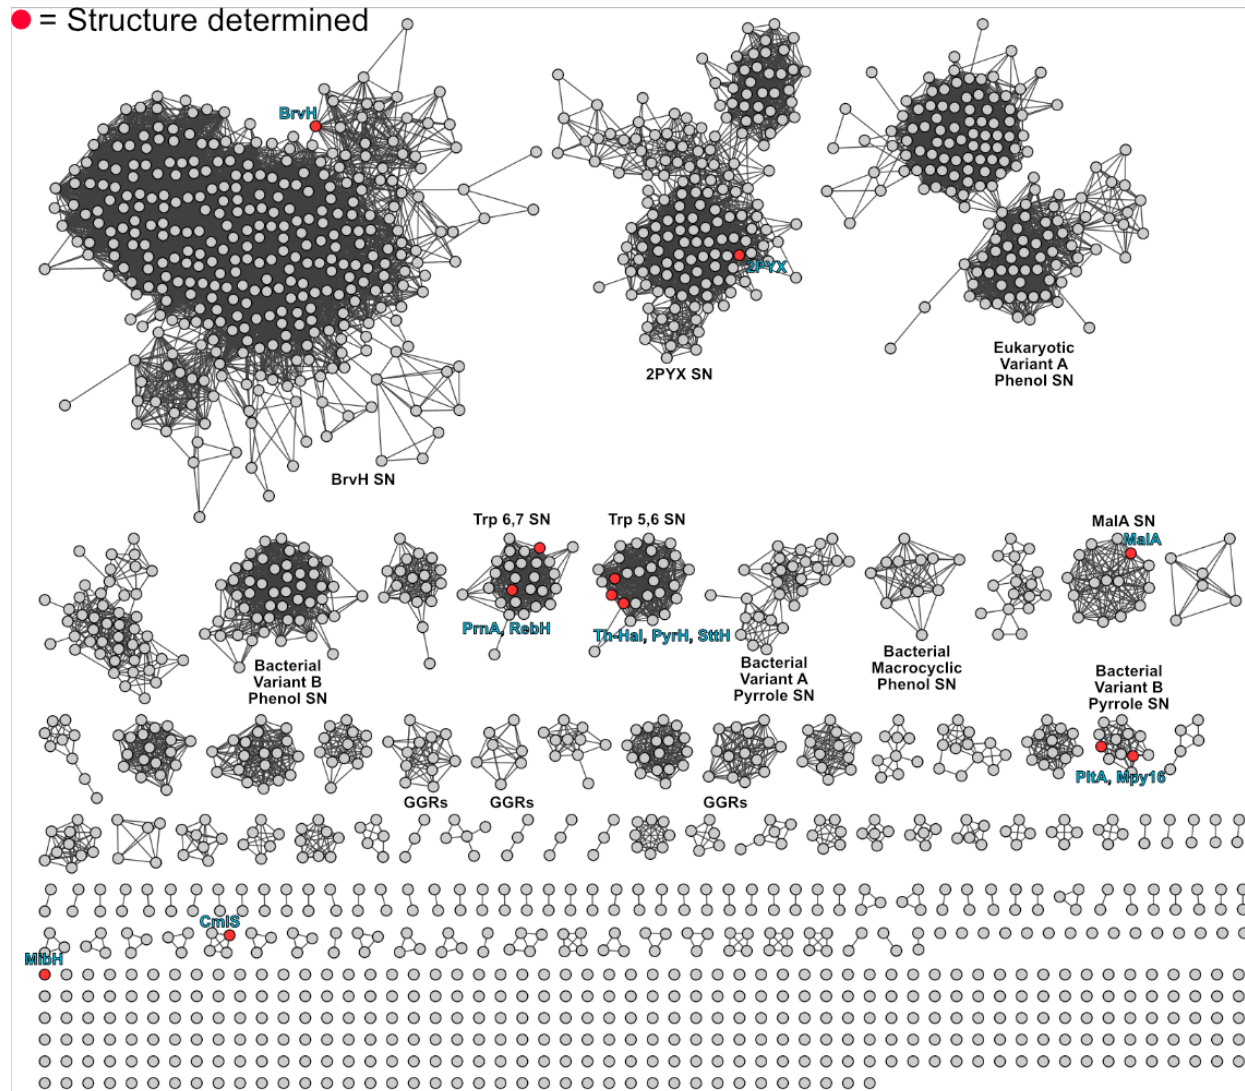 = Structure determined
BrvH
2PYX
2PYX SN
Eukaryotic
Variant A
Phenol SN
BrvH SN
Trp 6,7 SN
Trp 5,6 SN
MalA SN
MalA
PrnA, RebH
Th-Hal, PyrH, SttH
Bacterial
Variant B
Phenol SN
Bacterial
Variant A
Pyrrole SN
Bacterial
Macrocyclic
Phenol SN
Bacterial
Variant B
Pyrrole SN
PltA, Mpy16
GGRs
GGRs
GGRs
CmlS
MibH